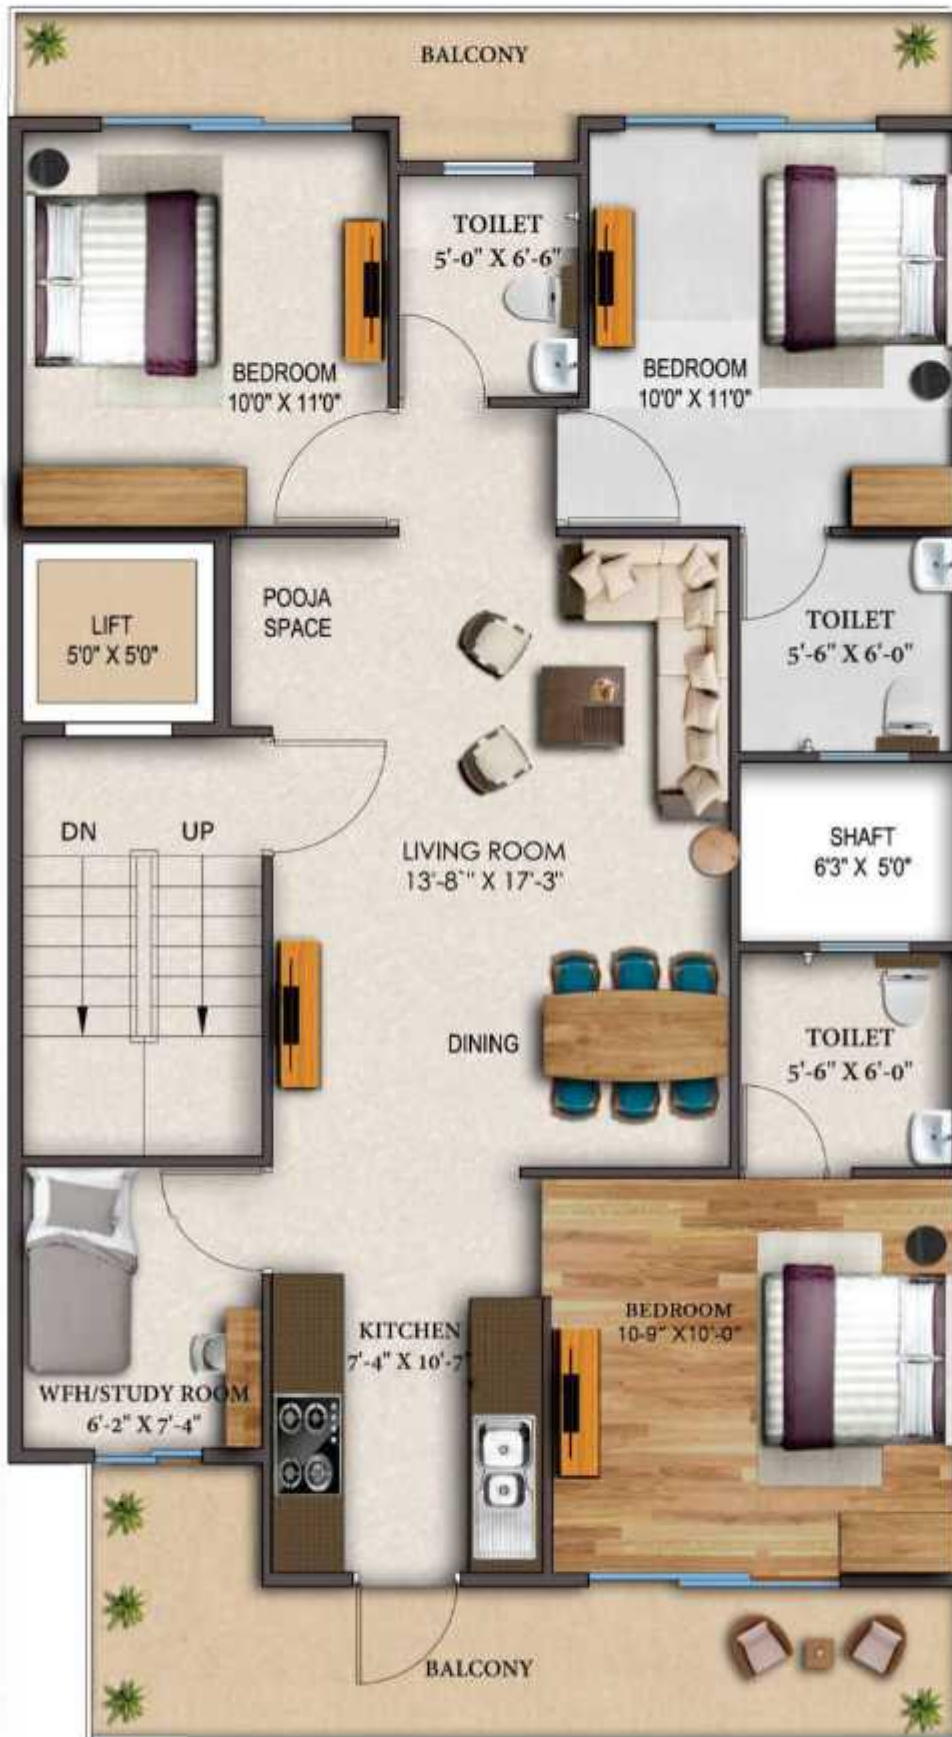 BALCONY
TOILET
5'-0" X 6'-6"
BEDROOM
10'0" X 11'0"
BEDROOM
10'0" X 11'0"
LIFT
5'0" X 5'0"
POOJA
SPACE
TOILET
5'-6" X 6'-0"
DN
UP
LIVING ROOM
13'-8`" X 17'-3"
SHAFT
6'3" X 5'0"
DINING
TOILET
5'-6" X 6'-0"
BEDROOM
10-9" X10'-0"
KITCHEN
7'-4" X 10'-7"
WFH/STUDY ROOM
6'-2" X 7'-4"
BALCONY